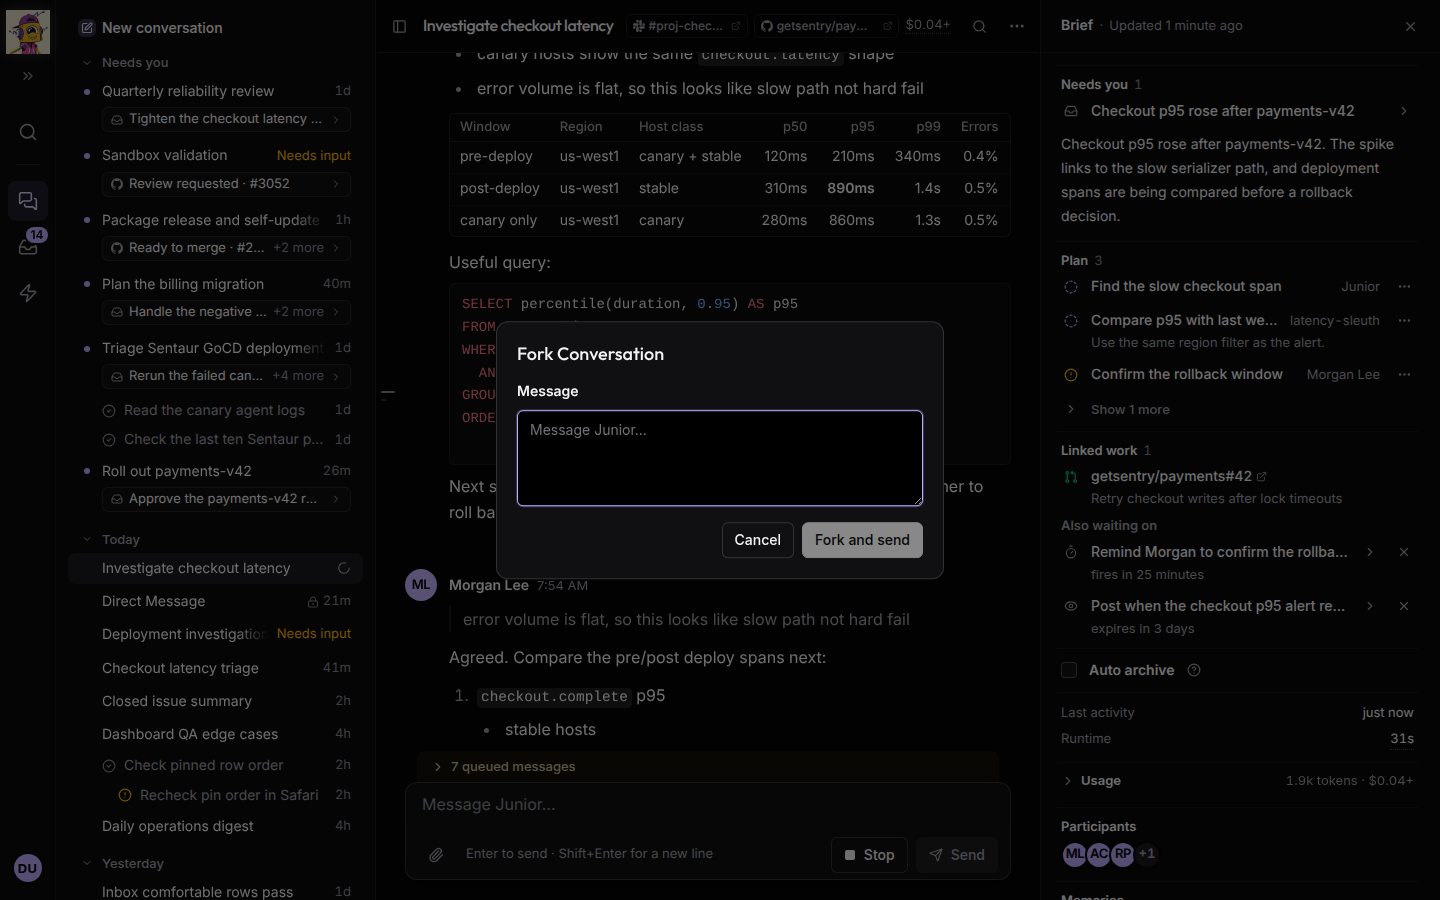 New conversation
Needs you
Quarterly reliability review 1d
Tighten the checkout latency ...
Sandbox validation Needs input
Review requested · #3052
Package release and self-update 1h
Ready to merge · #2... +2 more
Plan the billing migration 40m
Handle the negative ... +2 more
Triage Sentaur GoCD deployment 1d
Rerun the failed can... +4 more
Read the canary agent logs 1d
Check the last ten Sentaur p... 1d
Roll out payments-v42 26m
Approve the payments-v42 r...
Today
Investigate checkout latency
Direct Message 21m
Deployment investigation Needs input
Checkout latency triage 41m
Closed issue summary 2h
Dashboard QA edge cases 4h
Check pinned row order 2h
Recheck pin order in Safari 2h
Daily operations digest 4h
Yesterday
Inbox comfortable rows pass 1d
14
DU
Investigate checkout latency #proj-chec... getsentry/pay... $0.04+
canary hosts show the same checkout.latency shape
error volume is flat, so this looks like slow path not hard fail
Window Region Host class p50 p95 p99 Errors
pre-deploy us-west1 canary + stable 120ms 210ms 340ms 0.4%
post-deploy us-west1 stable 310ms 890ms 1.4s 0.5%
canary only us-west1 canary 280ms 860ms 1.3s 0.5%
Useful query:
SELECT percentile(duration, 0.95) AS p95
FROM
WHER
AN
GROU
ORDE
Next s
her to
roll ba
Fork Conversation
Message
Message Junior...
Cancel Fork and send
ML Morgan Lee 7:54 AM
error volume is flat, so this looks like slow path not hard fail
Agreed. Compare the pre/post deploy spans next:
1. checkout.complete p95
stable hosts
7 queued messages
Message Junior...
Enter to send · Shift+Enter for a new line Stop Send
Brief · Updated 1 minute ago
Needs you 1
Checkout p95 rose after payments-v42
Checkout p95 rose after payments-v42. The spike
links to the slow serializer path, and deployment
spans are being compared before a rollback
decision.
Plan 3
Find the slow checkout span Junior
Compare p95 with last we... latency-sleuth
Use the same region filter as the alert.
Confirm the rollback window Morgan Lee
Show 1 more
Linked work 1
getsentry/payments#42
Retry checkout writes after lock timeouts
Also waiting on
Remind Morgan to confirm the rollba...
fires in 25 minutes
Post when the checkout p95 alert re...
expires in 3 days
Auto archive
Last activity just now
Runtime 31s
Usage 1.9k tokens · $0.04+
Participants
ML AC RP +1